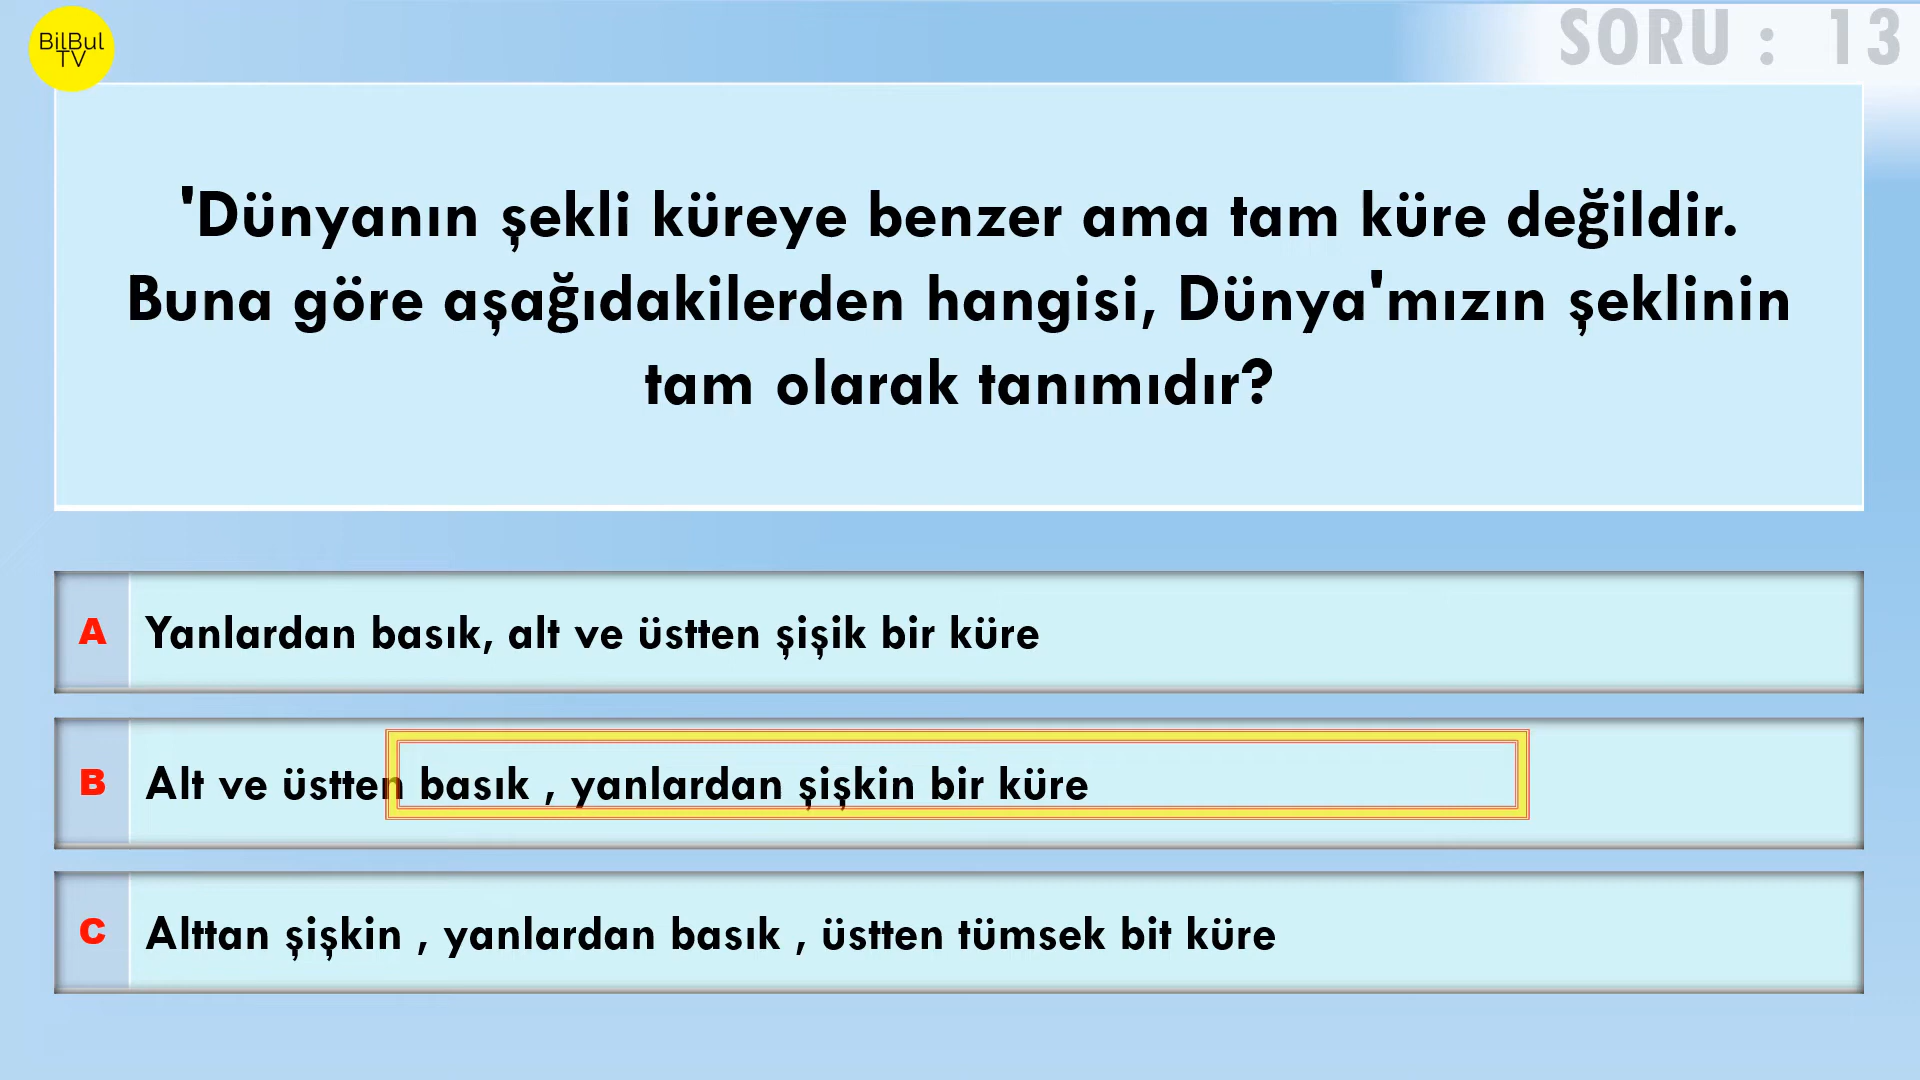 BilBul
TV
SORU : 13
'Dünyanın şekli küreye benzer ama tam küre değildir.
Buna göre aşağıdakilerden hangisi, Dünya'mızın şeklinin
tam olarak tanımıdır?
A Yanlardan basık, alt ve üstten şişik bir küre
B Alt ve üstten basık , yanlardan şişkin bir küre
C Alttan şişkin , yanlardan basık , üstten tümsek bit küre